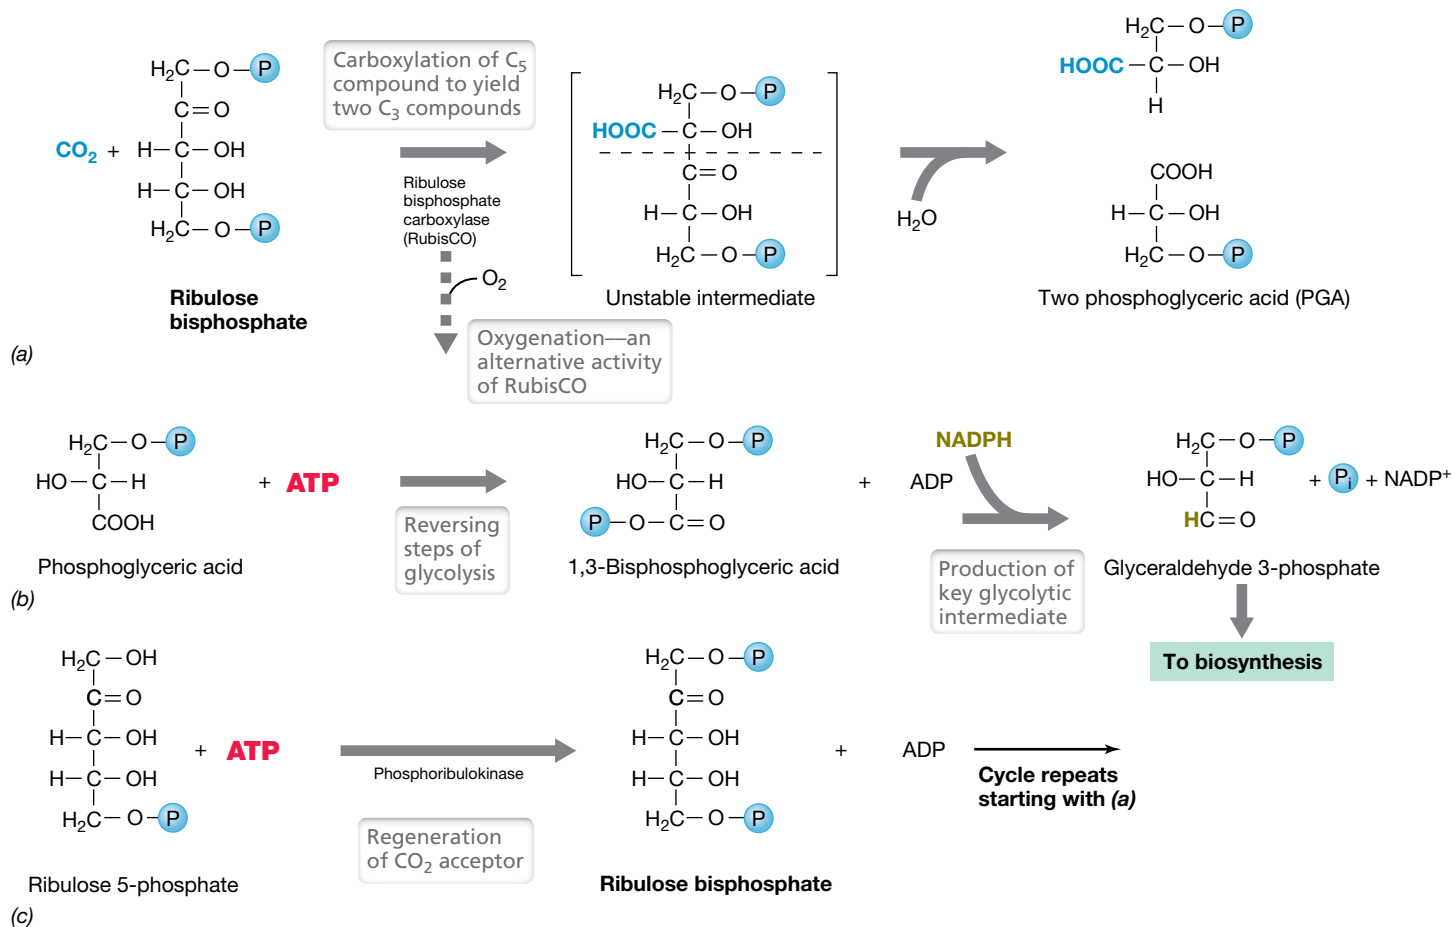 H₂C–O–P
C=O
CO₂ + H–C–OH
H–C–OH
H₂C–O–P
Ribulose
bisphosphate
Carboxylation of C₅
compound to yield
two C₃ compounds
Ribulose
bisphosphate
carboxylase
(RubisCO)
O₂
Oxygenation—an
alternative activity
of RubisCO
H₂C–O–P
HOOC–C–OH
C=O
H–C–OH
H₂C–O–P
Unstable intermediate
H₂O
H₂C–O–P
HOOC–C–OH
H
COOH
H–C–OH
H₂C–O–P
Two phosphoglyceric acid (PGA)
(a)
H₂C–O–P
HO–C–H
COOH
Phosphoglyceric acid
+ ATP
Reversing
steps of
glycolysis
H₂C–O–P
HO–C–H
P–O–C=O
1,3-Bisphosphoglyceric acid
+ ADP
NADPH
Production of
key glycolytic
intermediate
H₂C–O–P
HO–C–H
HC=O
+ Pᵢ + NADP⁺
Glyceraldehyde 3-phosphate
To biosynthesis
(b)
H₂C–OH
C=O
H–C–OH
H–C–OH
H₂C–O–P
Ribulose 5-phosphate
+ ATP
Phosphoribulokinase
Regeneration
of CO₂ acceptor
H₂C–O–P
C=O
H–C–OH
H–C–OH
H₂C–O–P
Ribulose bisphosphate
+ ADP
Cycle repeats
starting with (a)
(c)